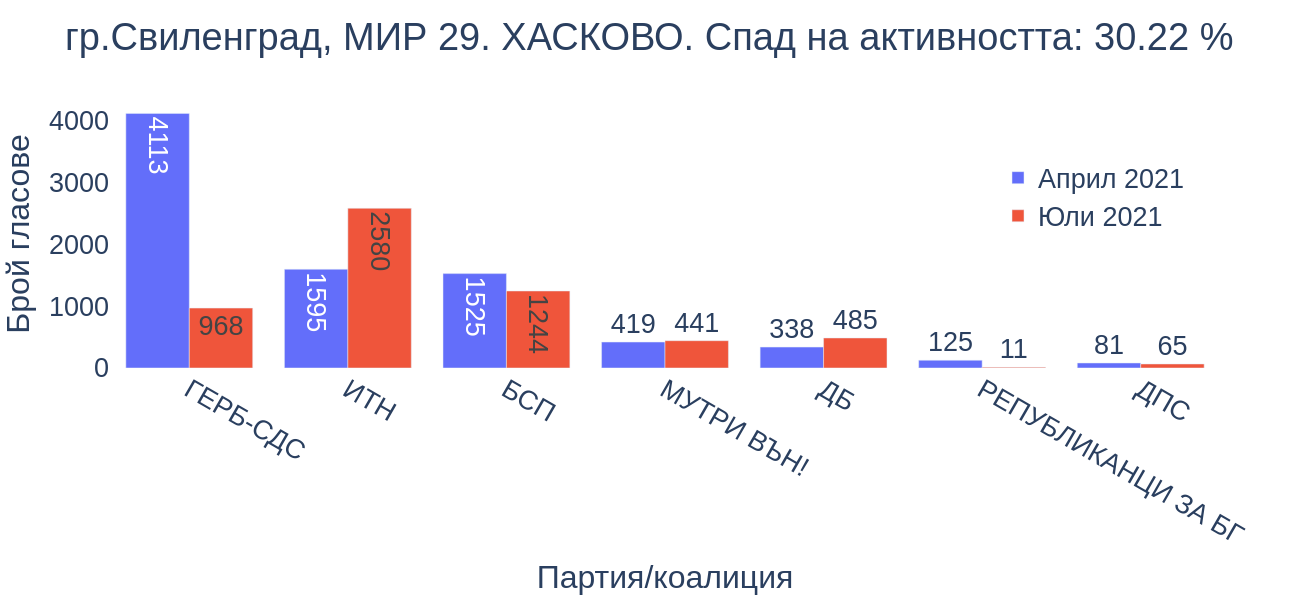 гр.Свиленград, МИР 29. ХАСКОВО. Спад на активността: 30.22 %
Брой гласове
4000
3000
2000
1000
0
4113
968
1595
2580
1525
1244
419
441
338
485
125
11
81
65
Април 2021
Юли 2021
ГЕРБ-СДС
ИТН
БСП
МУТРИ ВЪН!
ДБ
РЕПУБЛИКАНЦИ ЗА БГ
ДПС
Партия/коалиция